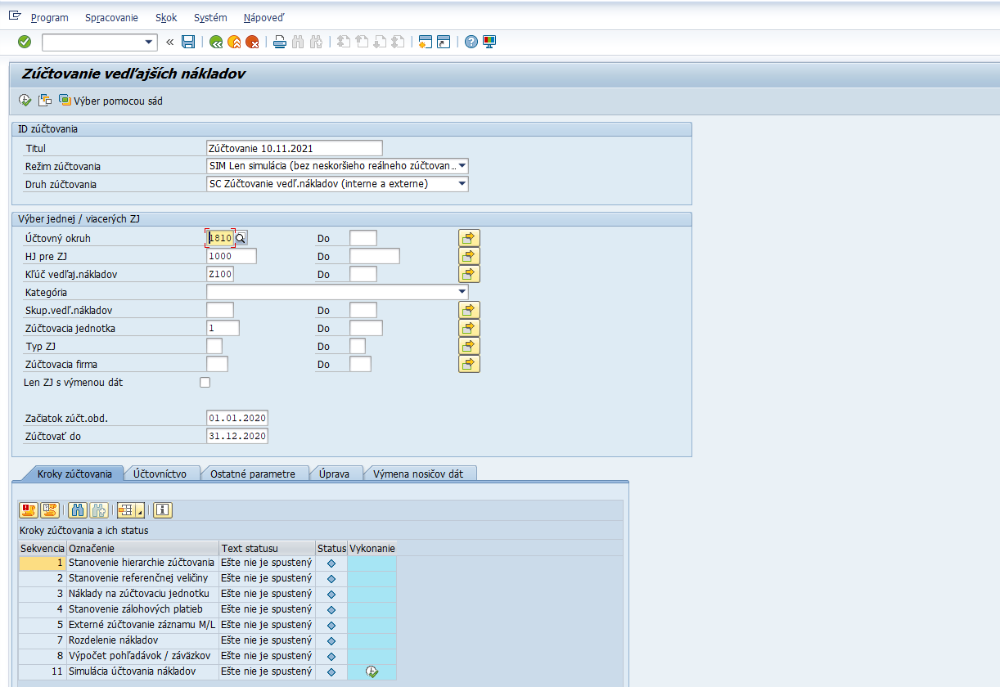 Program Spracovanie Skok Systém Nápoveď
Zúčtovanie vedľajších nákladov
Výber pomocou sád
ID zúčtovania
Titul Zúčtovanie 10.11.2021
Režim zúčtovania SIM Len simulácia (bez neskoršieho reálneho zúčtovan...
Druh zúčtovania SC Zúčtovanie vedľ.nákladov (interne a externe)
Výber jednej / viacerých ZJ
Účtovný okruh 1810 Do
HJ pre ZJ 1000 Do
Kľúč vedľaj.nákladov Z100 Do
Kategória
Skup.vedľ.nákladov Do
Zúčtovacia jednotka 1 Do
Typ ZJ Do
Zúčtovacia firma Do
Len ZJ s výmenou dát
Začiatok zúčt.obd. 01.01.2020
Zúčtovať do 31.12.2020
Kroky zúčtovania Účtovníctvo Ostatné parametre Úprava Výmena nosičov dát
Kroky zúčtovania a ich status
Sekvencia Označenie Text statusu Status Vykonanie
1 Stanovenie hierarchie zúčtovania Ešte nie je spustený
2 Stanovenie referenčnej veličiny Ešte nie je spustený
3 Náklady na zúčtovaciu jednotku Ešte nie je spustený
4 Stanovenie zálohových platieb Ešte nie je spustený
5 Externé zúčtovanie záznamu M/L Ešte nie je spustený
7 Rozdelenie nákladov Ešte nie je spustený
8 Výpočet pohľadávok / záväzkov Ešte nie je spustený
11 Simulácia účtovania nákladov Ešte nie je spustený